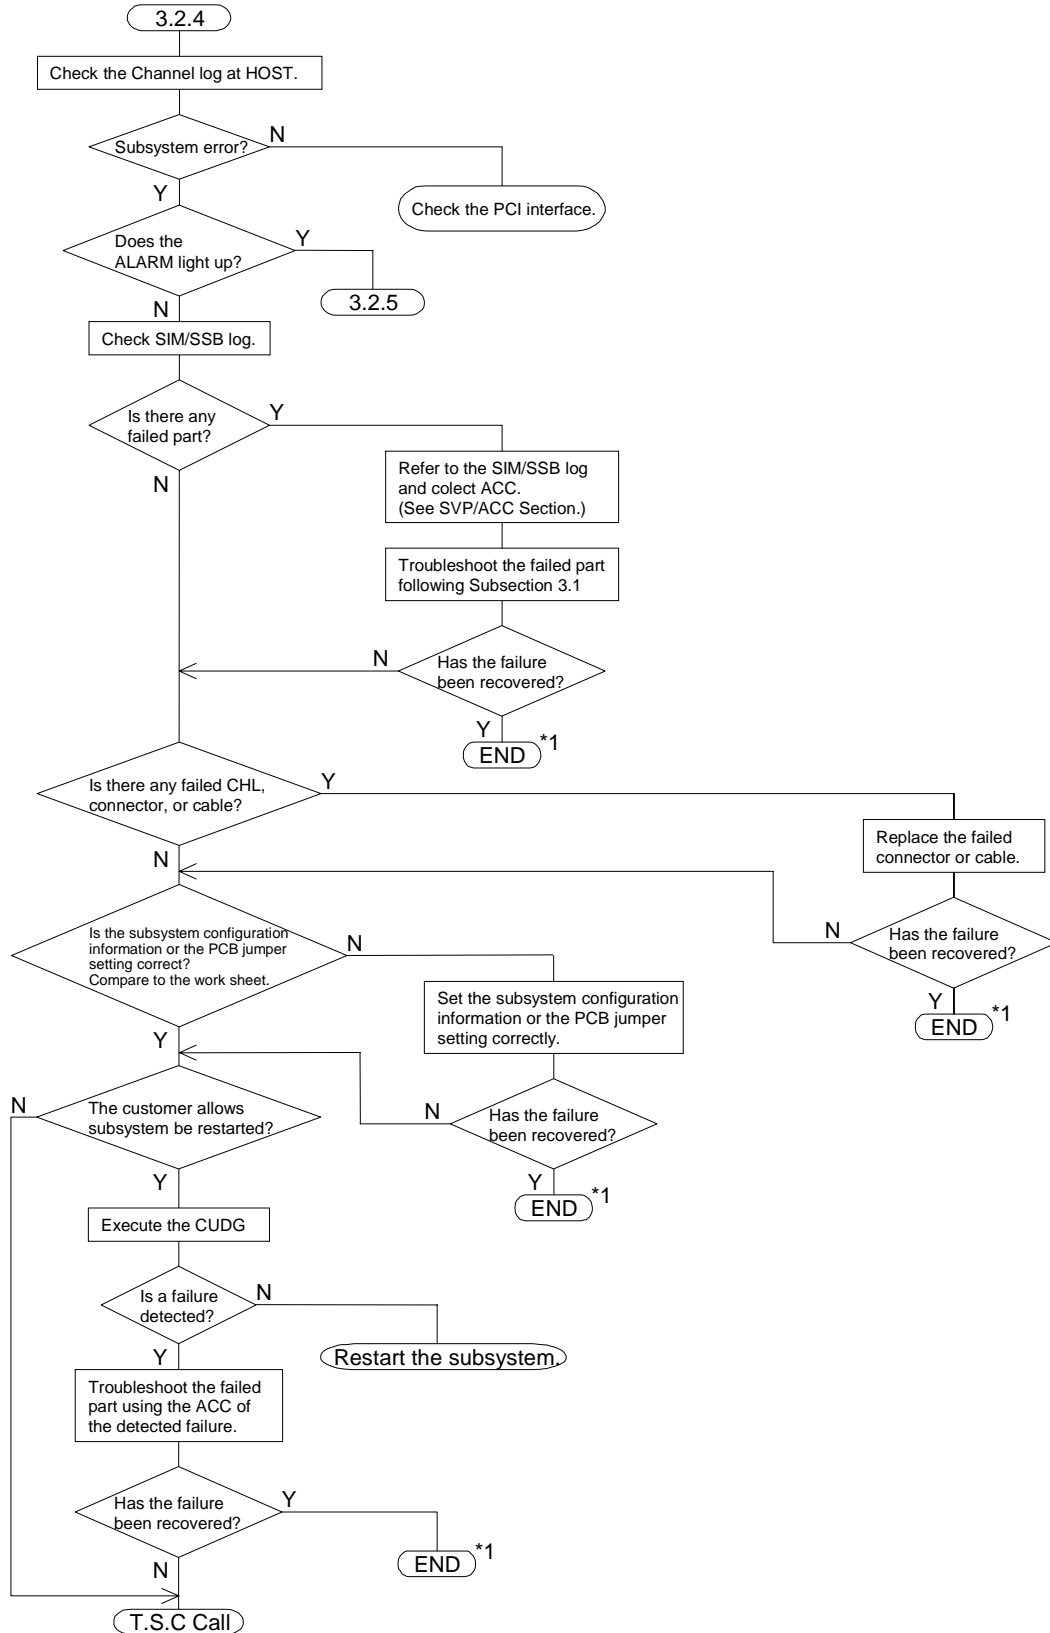 3.2.4
Check the Channel log at HOST.
Subsystem error?
N
Y
Check the PCI interface.
Does the
ALARM light up?
Y
N
3.2.5
Check SIM/SSB log.
Is there any
failed part?
Y
N
Refer to the SIM/SSB log
and colect ACC.
(See SVP/ACC Section.)
Troubleshoot the failed part
following Subsection 3.1
Has the failure
been recovered?
N
Y
END
*1
Is there any failed CHL,
connector, or cable?
Y
N
Replace the failed
connector or cable.
Has the failure
been recovered?
N
Y
END
*1
Is the subsystem configuration
information or the PCB jumper
setting correct?
Compare to the work sheet.
N
Y
Set the subsystem configuration
information or the PCB jumper
setting correctly.
Has the failure
been recovered?
N
Y
END
*1
The customer allows
subsystem be restarted?
N
Y
Execute the CUDG
Is a failure
detected?
N
Y
Restart the subsystem.
Troubleshoot the failed
part using the ACC of
the detected failure.
Has the failure
been recovered?
Y
N
END
*1
T.S.C Call